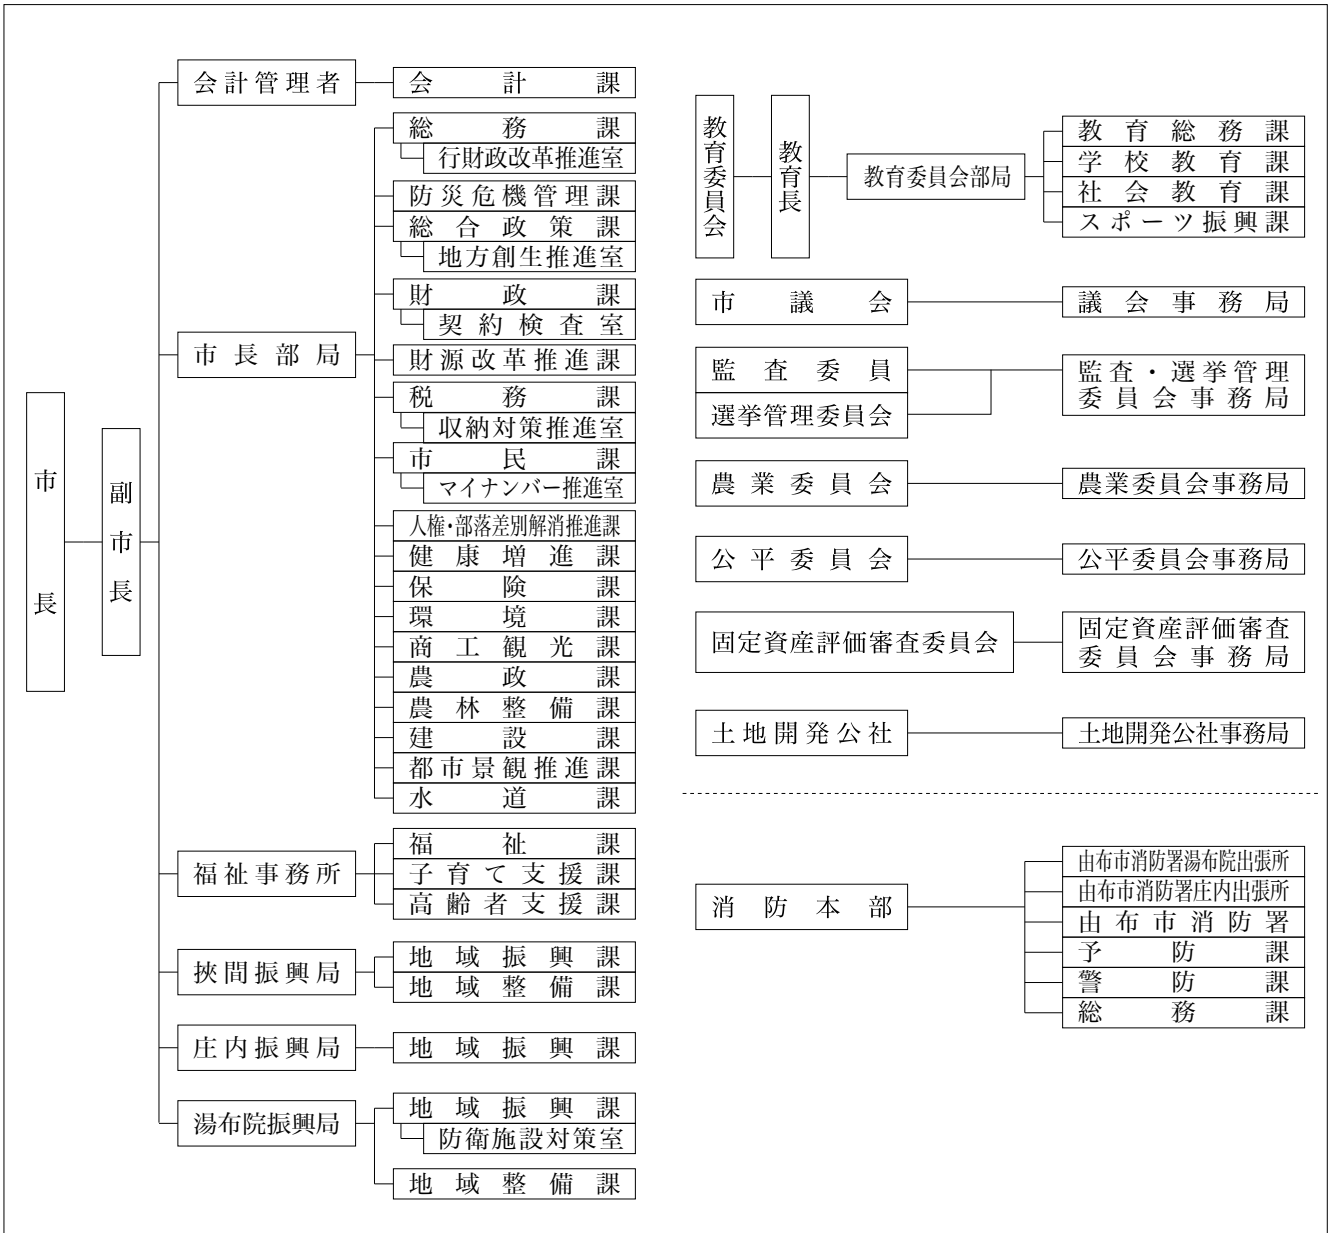 市長
副市長
会計管理者
会計課
市長部局
総務課
行財政改革推進室
防災危機管理課
総合政策課
地方創生推進室
財政課
契約検査室
財源改革推進課
税務課
収納対策推進室
市民課
マイナンバー推進室
人権・部落差別解消推進課
健康増進課
保険課
環境課
商工観光課
農政課
農林整備課
建設課
都市景観推進課
水道課
福祉事務所
福祉課
子育て支援課
高齢者支援課
挾間振興局
地域振興課
地域整備課
庄内振興局
地域振興課
湯布院振興局
地域振興課
防衛施設対策室
地域整備課
教育委員会
教育長
教育委員会部局
教育総務課
学校教育課
社会教育課
スポーツ振興課
市議会
議会事務局
監査委員
選挙管理委員会
監査・選挙管理
委員会事務局
農業委員会
農業委員会事務局
公平委員会
公平委員会事務局
固定資産評価審査委員会
固定資産評価審査
委員会事務局
土地開発公社
土地開発公社事務局
消防本部
由布市消防署湯布院出張所
由布市消防署庄内出張所
由布市消防署
予防課
警防課
総務課